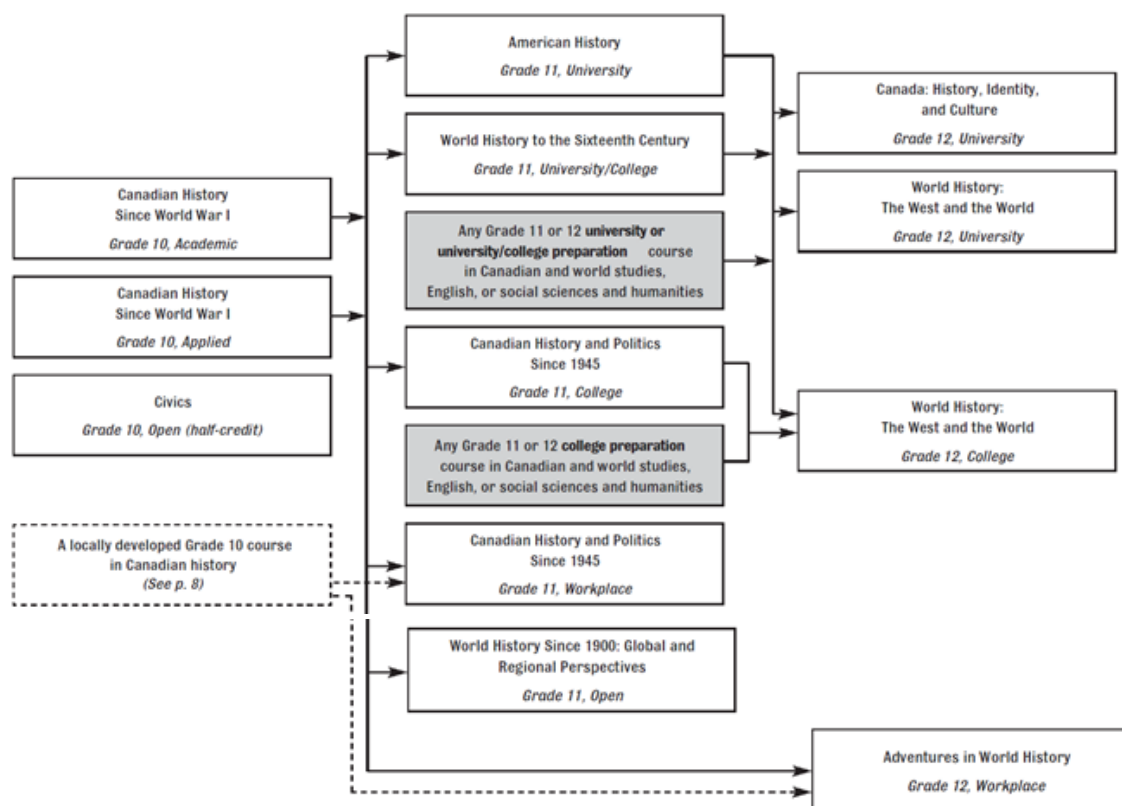 American History
Grade 11, University
Canada: History, Identity,
and Culture
Grade 12, University
World History to the Sixteenth Century
Grade 11, University/College
Canadian History
Since World War I
Grade 10, Academic
World History:
The West and the World
Grade 12, University
Any Grade 11 or 12 university or
university/college preparation course
in Canadian and world studies,
English, or social sciences and humanities
Canadian History
Since World War I
Grade 10, Applied
Canadian History and Politics
Since 1945
Grade 11, College
Civics
Grade 10, Open (half-credit)
World History:
The West and the World
Grade 12, College
Any Grade 11 or 12 college preparation
course in Canadian and world studies,
English, or social sciences and humanities
A locally developed Grade 10 course
in Canadian history
(See p. 8)
Canadian History and Politics
Since 1945
Grade 11, Workplace
World History Since 1900: Global and
Regional Perspectives
Grade 11, Open
Adventures in World History
Grade 12, Workplace